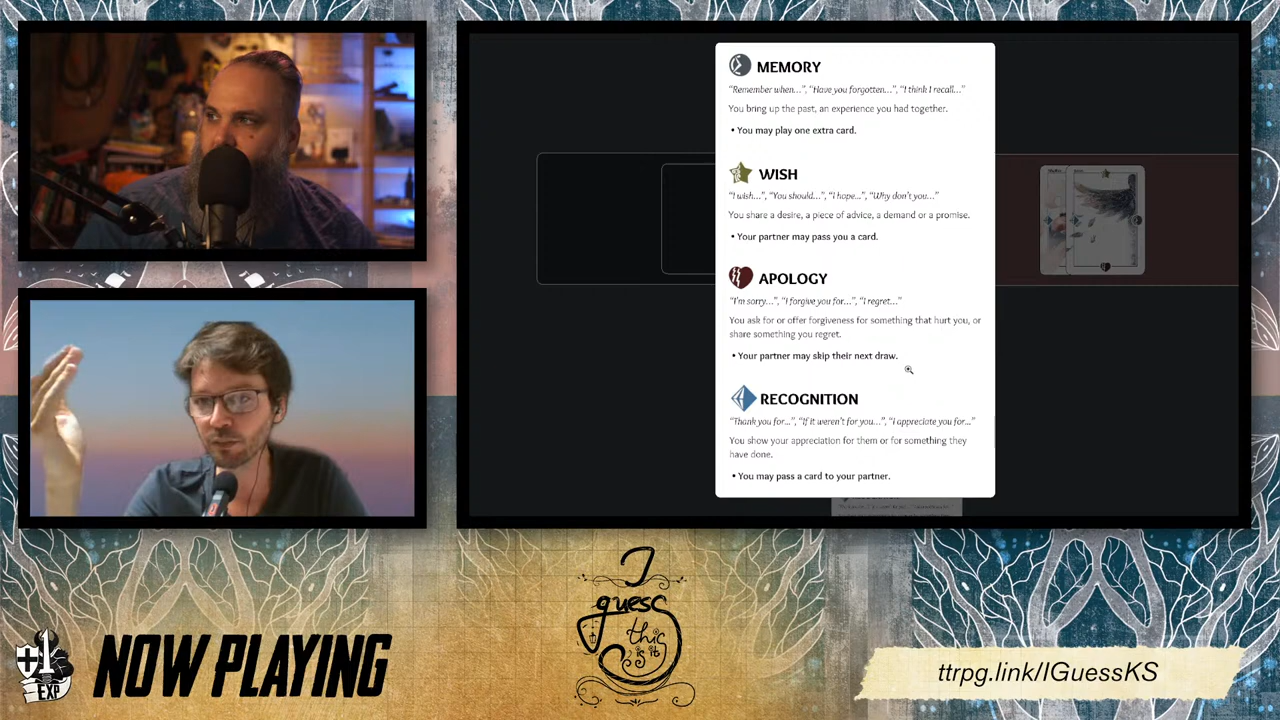 MEMORY
"Remember when...", "Have you forgotten...", "I think I recall..."
You bring up the past, an experience you had together.
• You may play one extra card.
WISH
"I wish...", "You should...", "I hope...", "Why don't you..."
You share a desire, a piece of advice, a demand or a promise.
• Your partner may pass you a card.
APOLOGY
"I'm sorry...", "I forgive you for...", "I regret..."
You ask for or offer forgiveness for something that hurt you, or
share something you regret.
• Your partner may skip their next draw.
RECOGNITION
"Thank you for...", "If it weren't for you...", "I appreciate you for..."
You show your appreciation for them or for something they
have done.
• You may pass a card to your partner.
I
guess
this
is it
+1
EXP
NOW PLAYING
ttrpg.link/IGuessKS